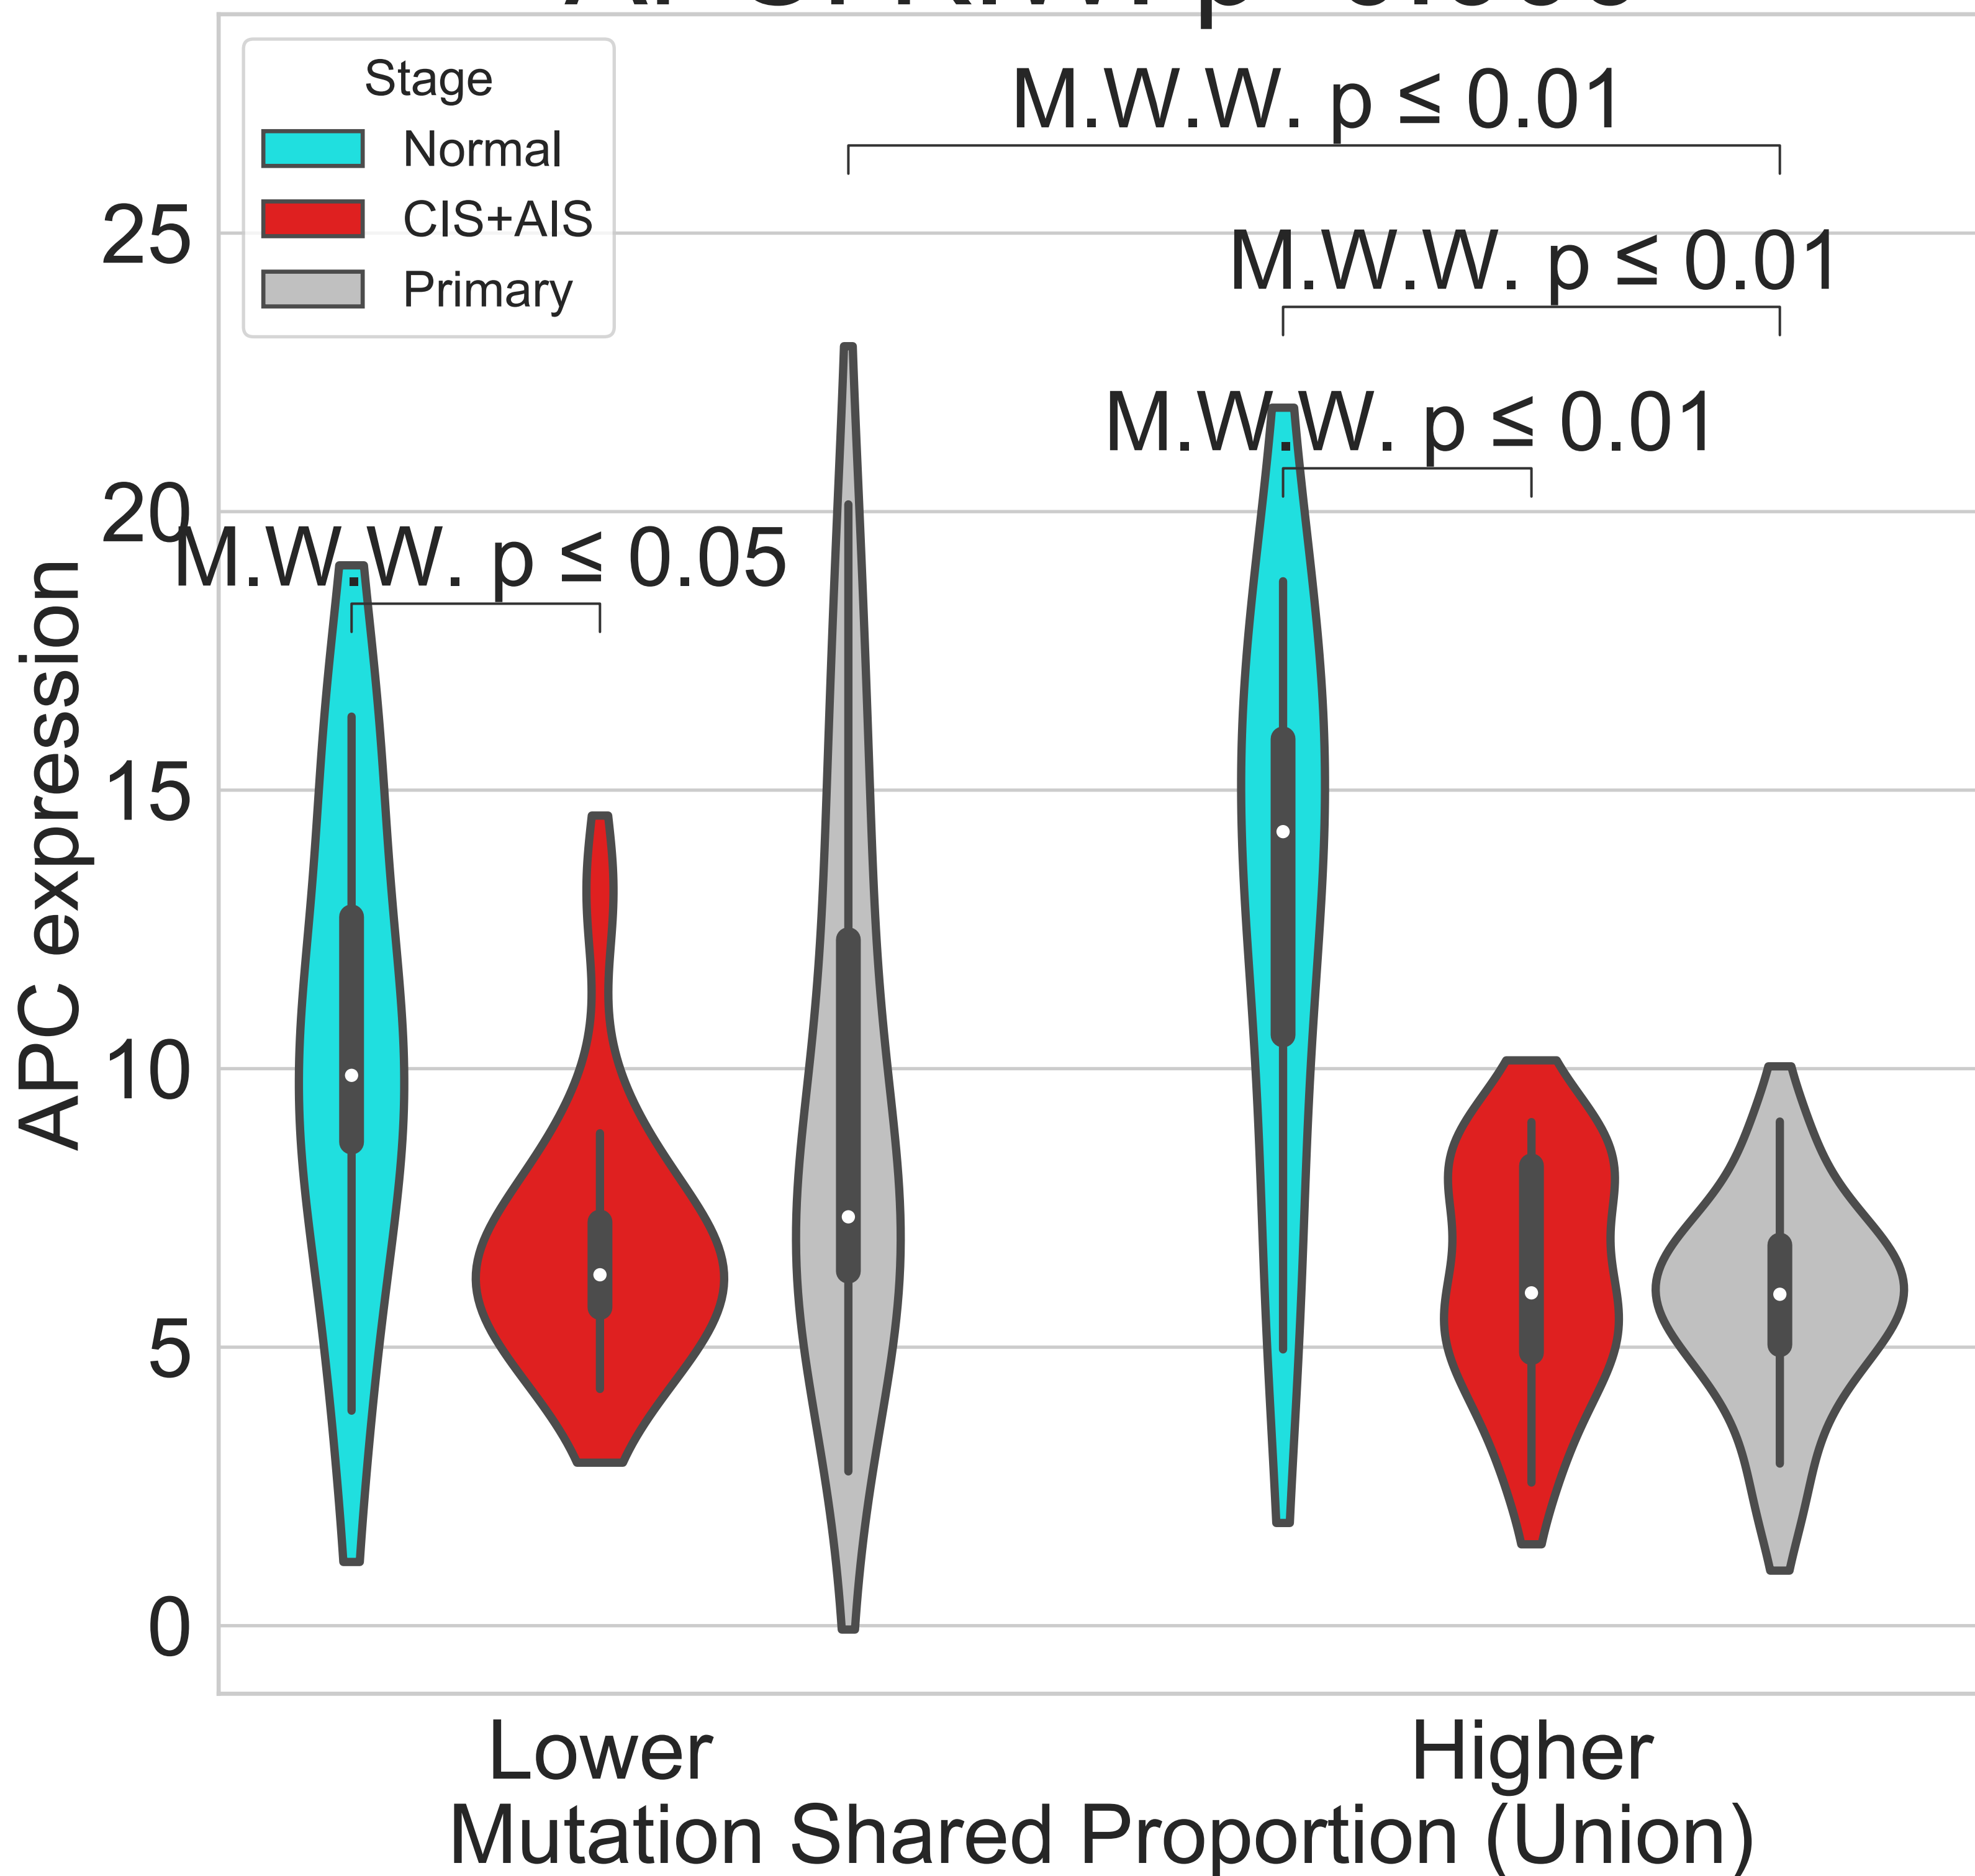 Stage
Normal
CIS+AIS
Primary
M.W.W. p ≤ 0.01
M.W.W. p ≤ 0.01
M.W.W. p ≤ 0.01
M.W.W. p ≤ 0.05
25
20
15
10
5
0
APC expression
Lower
Higher
Mutation Shared Proportion (Union)